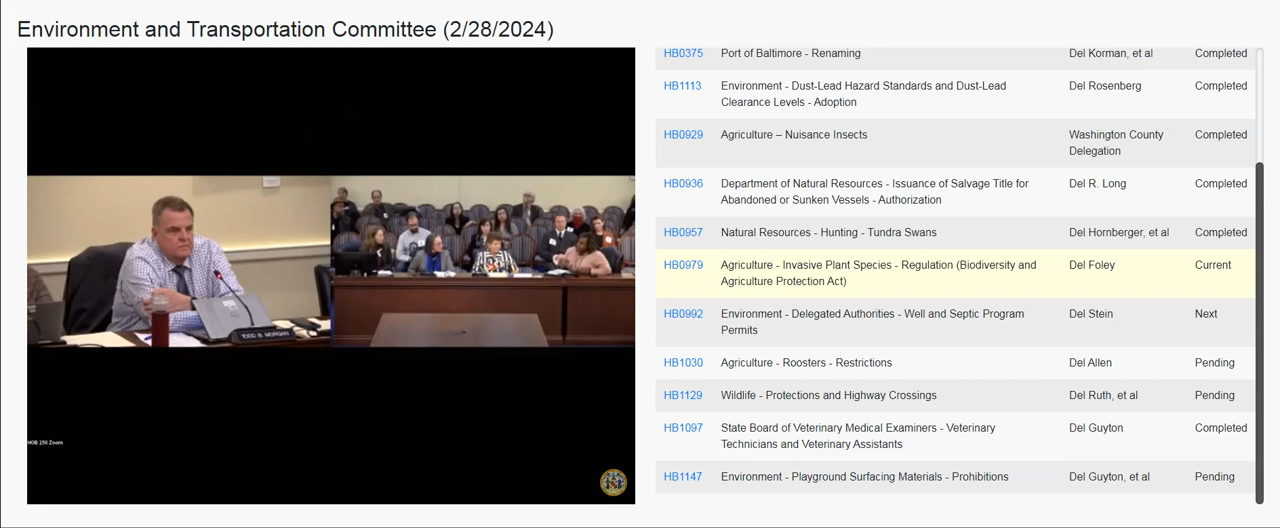 Environment and Transportation Committee (2/28/2024)
HB0375 Port of Baltimore - Renaming Del Korman, et al Completed
HB1113 Environment - Dust-Lead Hazard Standards and Dust-Lead Del Rosenberg Completed
Clearance Levels - Adoption
HB0929 Agriculture – Nuisance Insects Washington County Completed
Delegation
HB0936 Department of Natural Resources - Issuance of Salvage Title for Del R. Long Completed
Abandoned or Sunken Vessels - Authorization
HB0957 Natural Resources - Hunting - Tundra Swans Del Hornberger, et al Completed
HB0979 Agriculture - Invasive Plant Species - Regulation (Biodiversity and Del Foley Current
Agriculture Protection Act)
HB0992 Environment - Delegated Authorities - Well and Septic Program Del Stein Next
Permits
HB1030 Agriculture - Roosters - Restrictions Del Allen Pending
HB1129 Wildlife - Protections and Highway Crossings Del Ruth, et al Pending
HB1097 State Board of Veterinary Medical Examiners - Veterinary Del Guyton Completed
Technicians and Veterinary Assistants
HB1147 Environment - Playground Surfacing Materials - Prohibitions Del Guyton, et al Pending
TODD B. MORGAN
HOB 250 Zoom